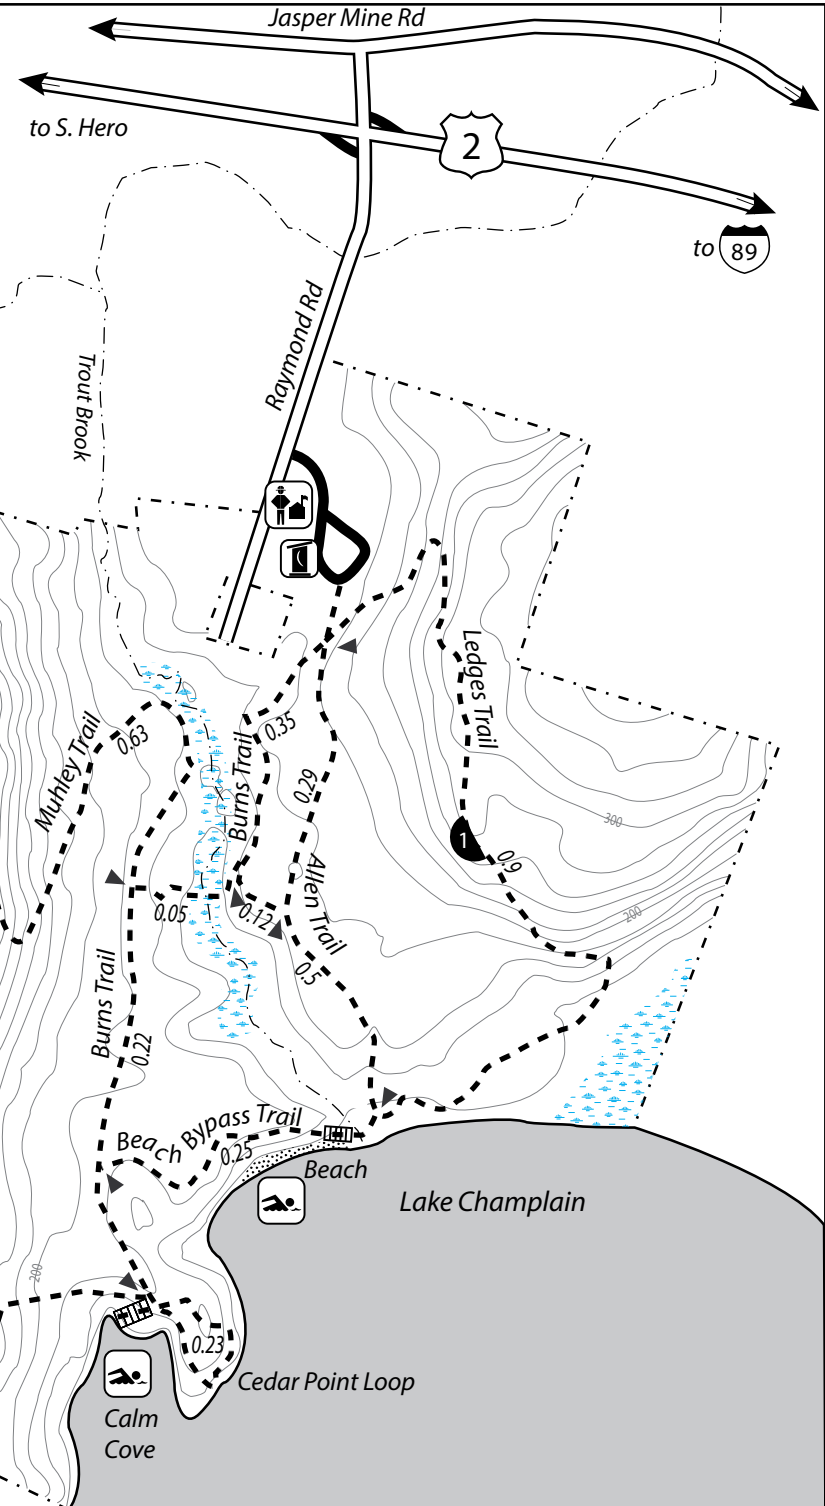 Jasper Mine Rd
to S. Hero
2
to 89
Raymond Rd
Trout Brook
Ledges Trail
Muhley Trail
0.63
Burns Trail
0.35
0.29
300
1
0.9
Allen Trail
200
0.05
0.12
0.5
Burns Trail
0.22
Beach Bypass Trail
0.25
Beach
Lake Champlain
200
0.23
Cedar Point Loop
Calm
Cove